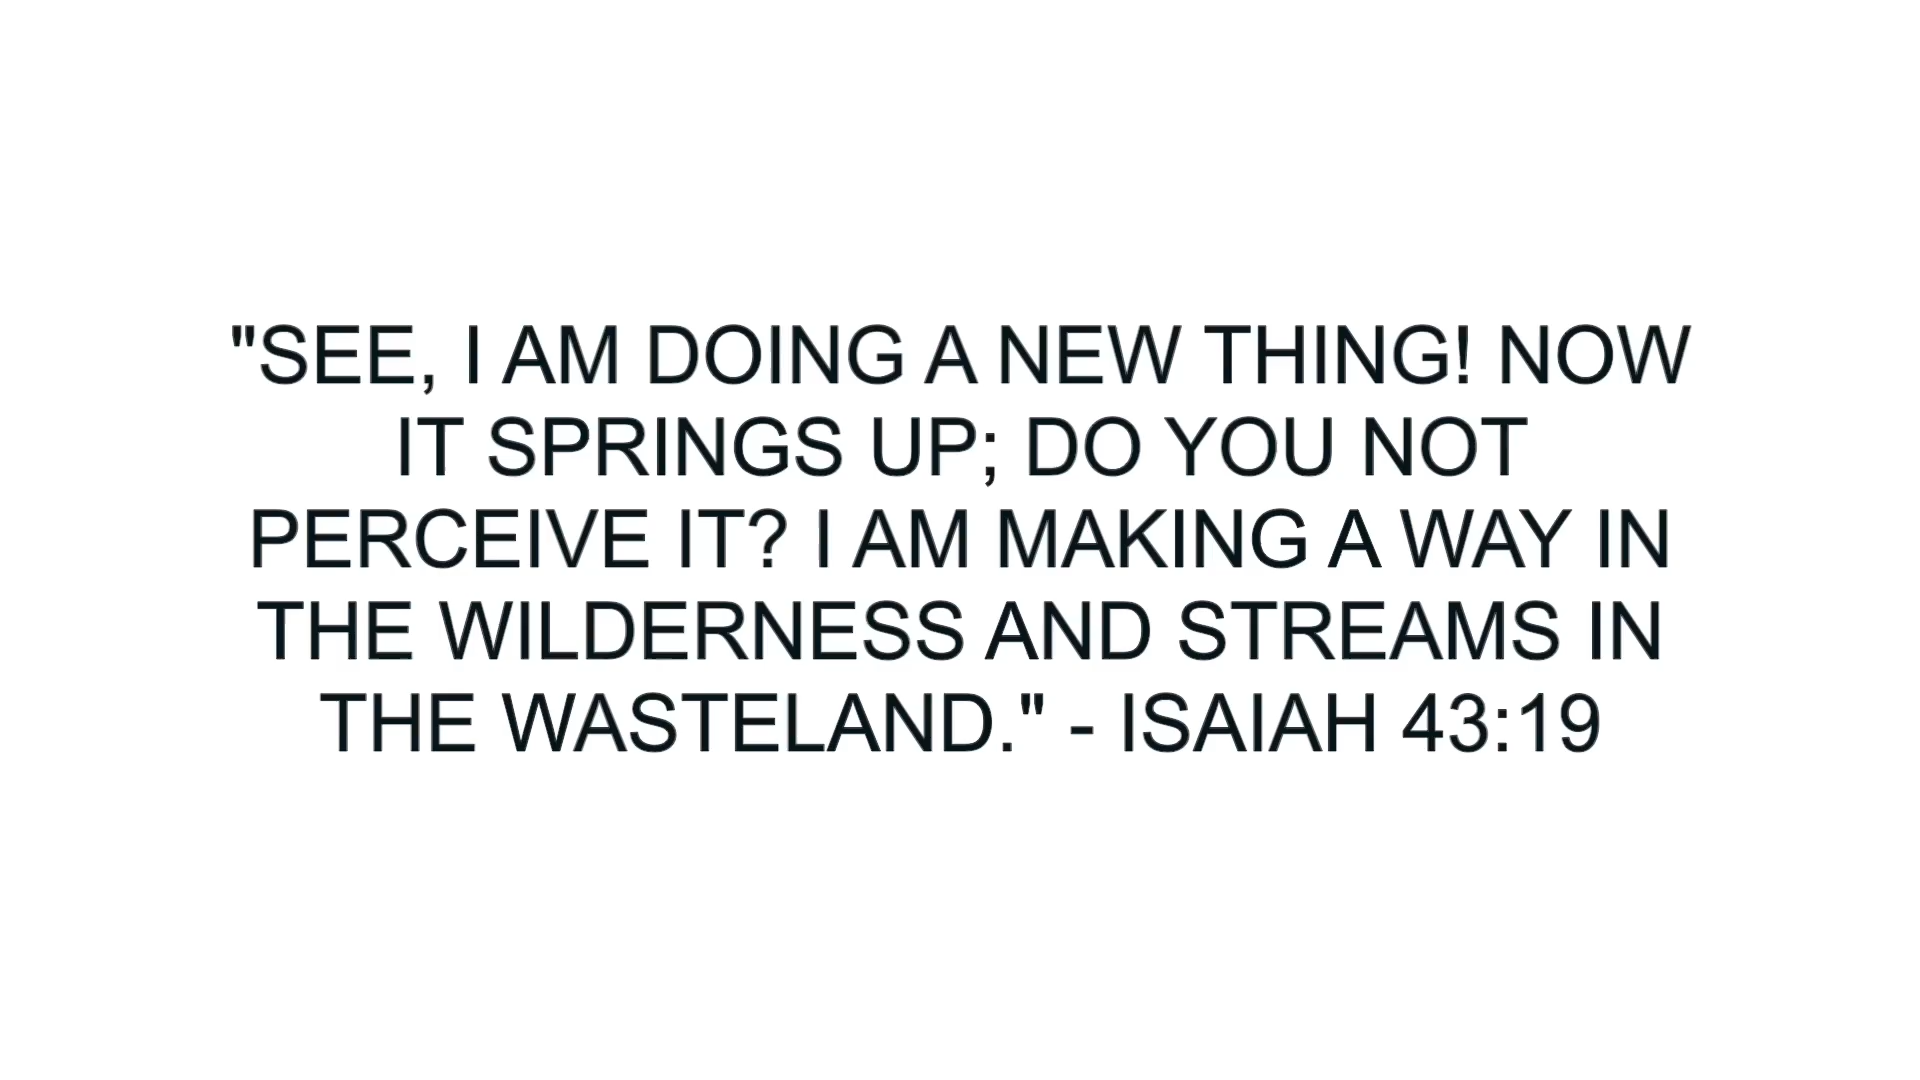 "SEE, I AM DOING A NEW THING! NOW
IT SPRINGS UP; DO YOU NOT
PERCEIVE IT? I AM MAKING A WAY IN
THE WILDERNESS AND STREAMS IN
THE WASTELAND." - ISAIAH 43:19